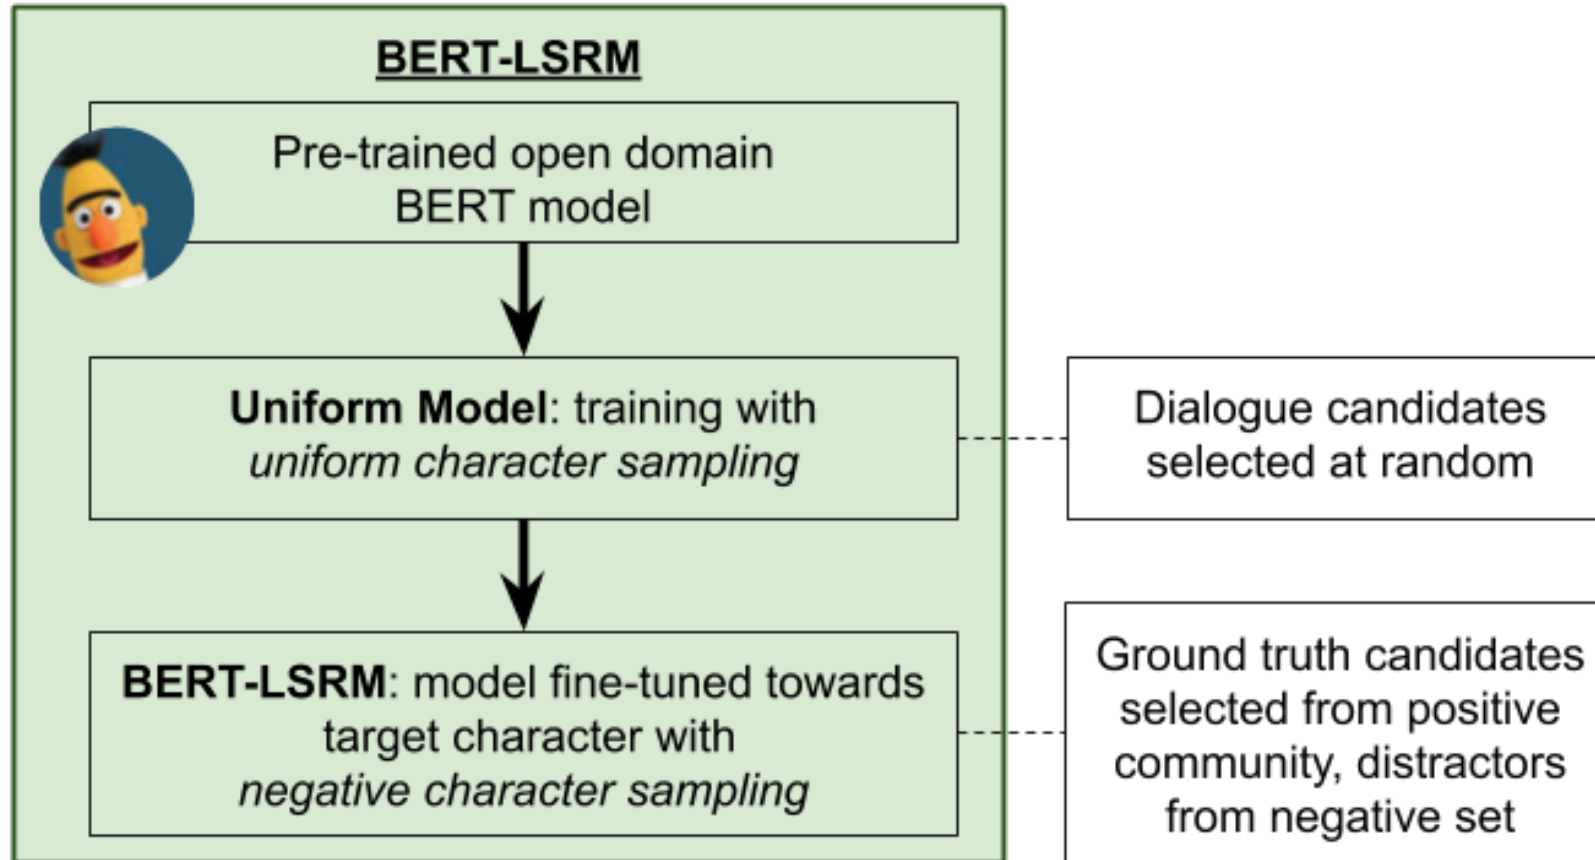 BERT-LSRM
Pre-trained open domain
BERT model
Uniform Model: training with
uniform character sampling
Dialogue candidates
selected at random
BERT-LSRM: model fine-tuned towards
target character with
negative character sampling
Ground truth candidates
selected from positive
community, distractors
from negative set